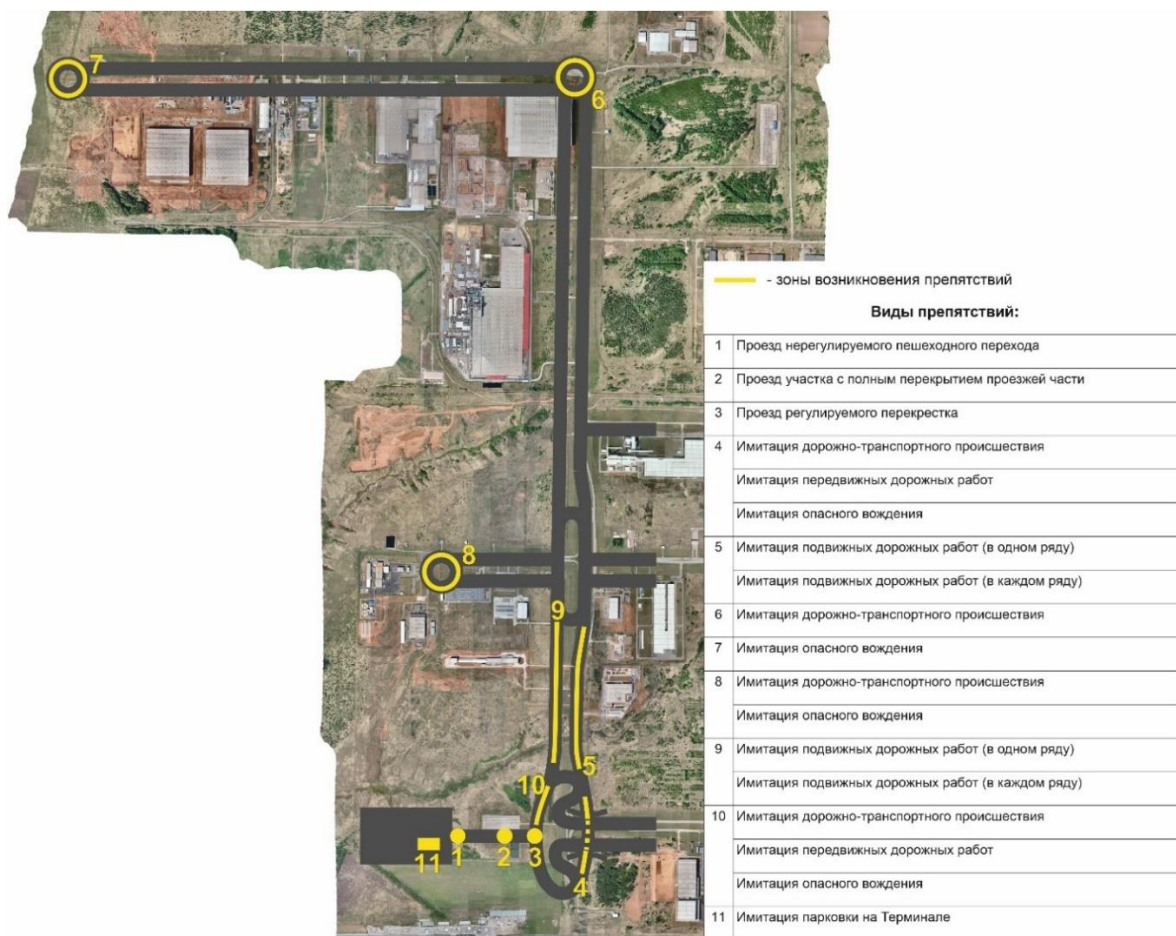 7
6
8
9
10
5
11
1
2
3
4
- зоны возникновения препятствий
Виды препятствий:
1 Проезд нерегулируемого пешеходного перехода
2 Проезд участка с полным перекрытием проезжей части
3 Проезд регулируемого перекрестка
4 Имитация дорожно-транспортного происшествия
Имитация передвижных дорожных работ
Имитация опасного вождения
5 Имитация подвижных дорожных работ (в одном ряду)
Имитация подвижных дорожных работ (в каждом ряду)
6 Имитация дорожно-транспортного происшествия
7 Имитация опасного вождения
8 Имитация дорожно-транспортного происшествия
Имитация опасного вождения
9 Имитация подвижных дорожных работ (в одном ряду)
Имитация подвижных дорожных работ (в каждом ряду)
10 Имитация дорожно-транспортного происшествия
Имитация передвижных дорожных работ
Имитация опасного вождения
11 Имитация парковки на Терминале